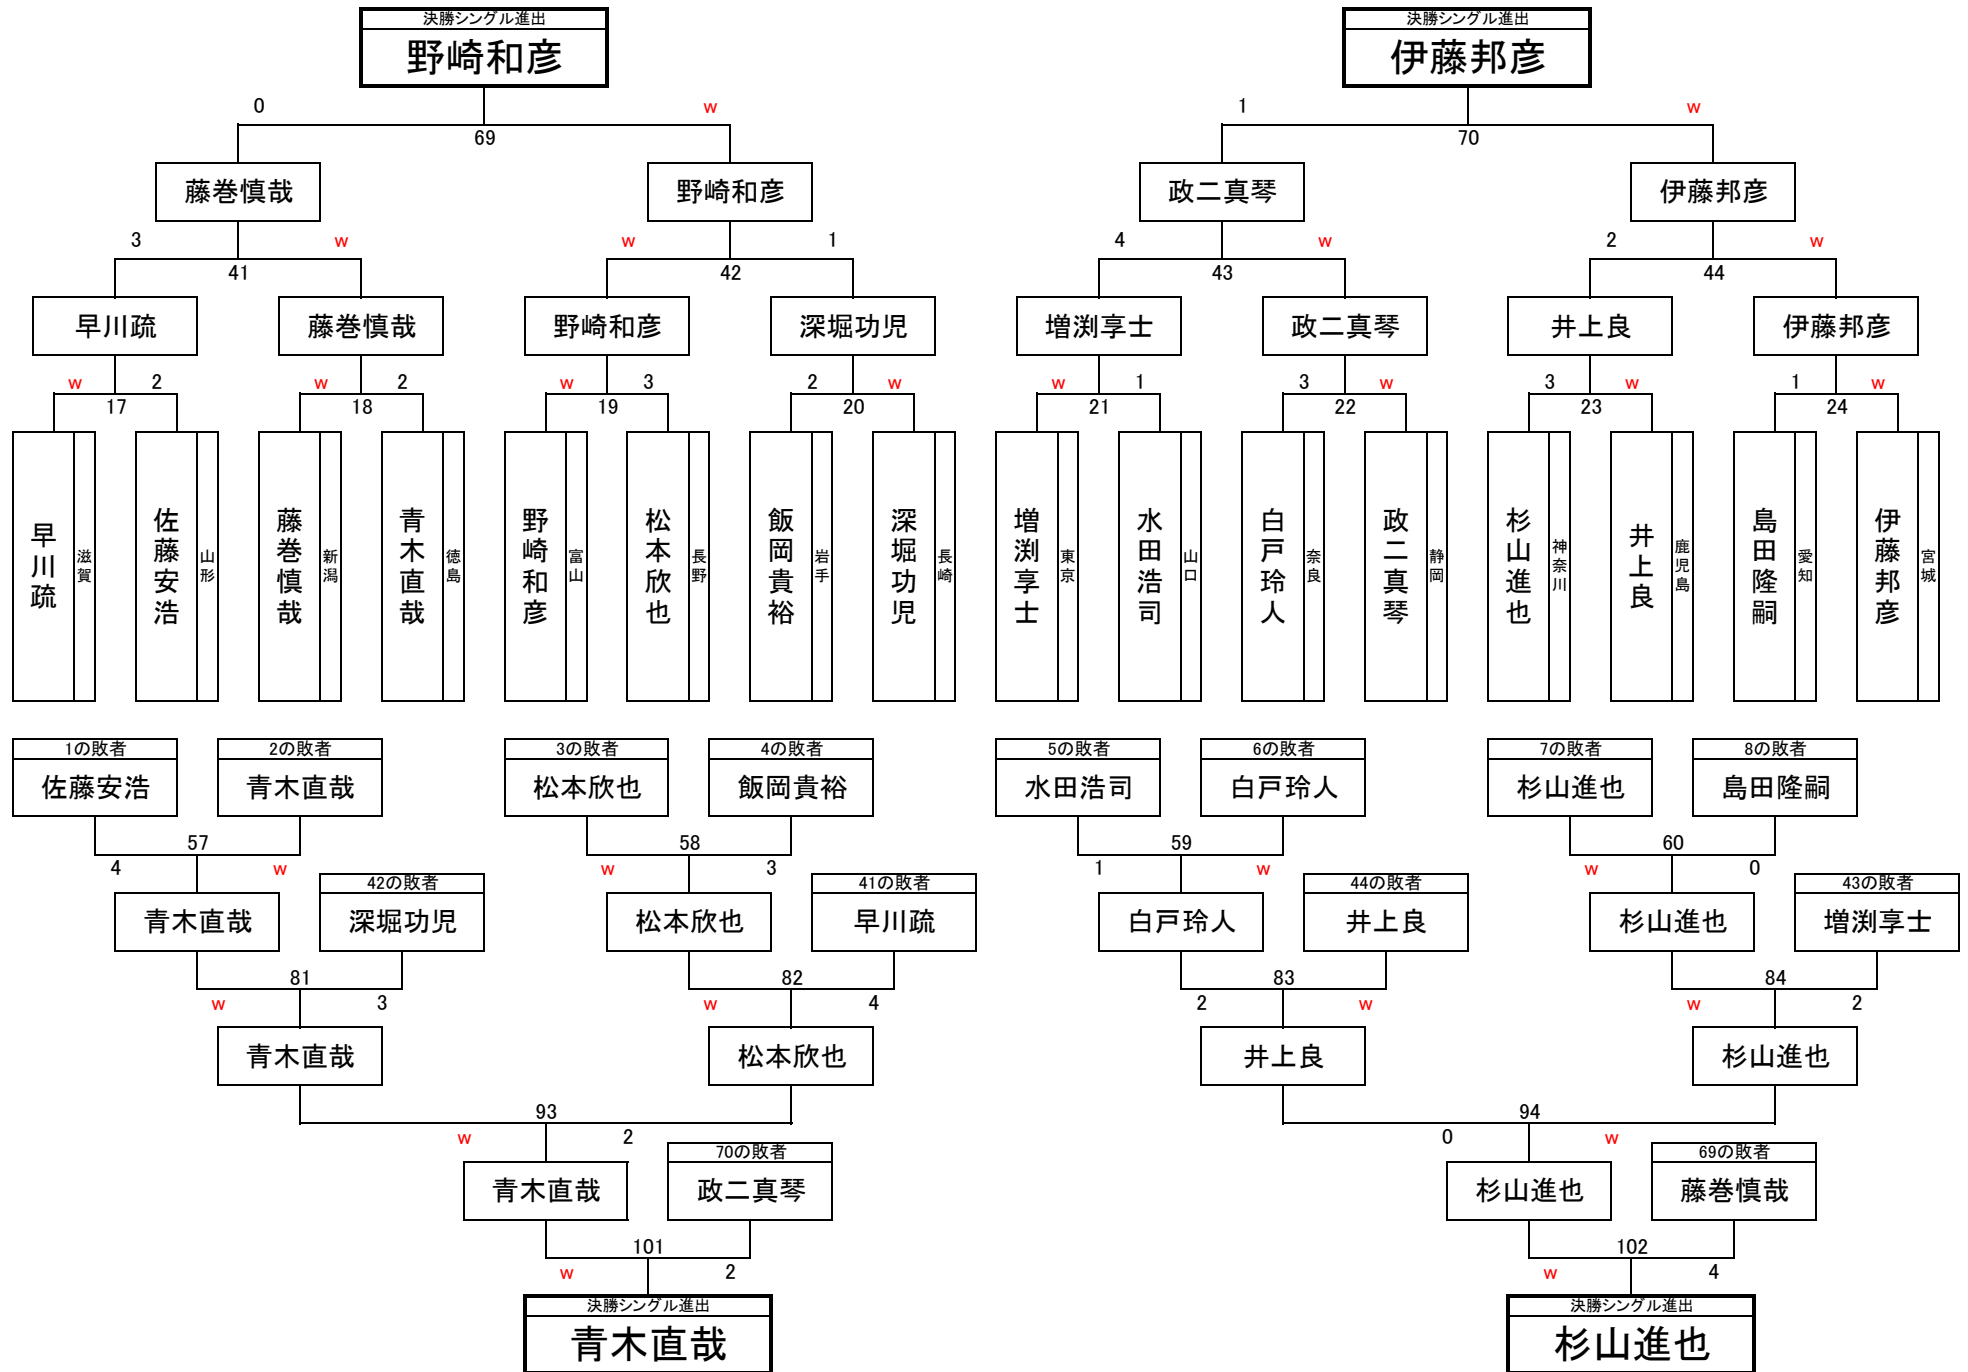 決勝シングル進出 決勝シングル進出
野崎和彦 伊藤邦彦
0 w 1 w
69 70
藤巻慎哉 野崎和彦 政二真琴 伊藤邦彦
3 w w 1 4 w 2 w
41 42 43 44
早川疏 藤巻慎哉 野崎和彦 深堀功児 増渕享士 政二真琴 井上良 伊藤邦彦
w 2 w 2 w 3 2 w w 1 3 w 3 w 1 w
17 18 19 20 21 22 23 24
早川疏
滋賀
佐藤安浩
山形
藤巻慎哉
新潟
青木直哉
徳島
野崎和彦
富山
松本欣也
長野
飯岡貴裕
岩手
深堀功児
長崎
増渕享士
東京
水田浩司
山口
白戸玲人
奈良
政二真琴
静岡
杉山進也
神奈川
井上良
鹿児島
島田隆嗣
愛知
伊藤邦彦
宮城
1の敗者 2の敗者 3の敗者 4の敗者 5の敗者 6の敗者 7の敗者 8の敗者
佐藤安浩 青木直哉 松本欣也 飯岡貴裕 水田浩司 白戸玲人 杉山進也 島田隆嗣
57 58 59 60
4 w w 3 1 w w 0
42の敗者 41の敗者 44の敗者 43の敗者
青木直哉 深堀功児 松本欣也 早川疏 白戸玲人 井上良 杉山進也 増渕享士
81 82 83 84
w 3 w 4 2 w w 2
青木直哉 松本欣也 井上良 杉山進也
93 94
w 2 0 w
70の敗者 69の敗者
青木直哉 政二真琴 杉山進也 藤巻慎哉
101 102
w 2 w 4
決勝シングル進出 決勝シングル進出
青木直哉 杉山進也